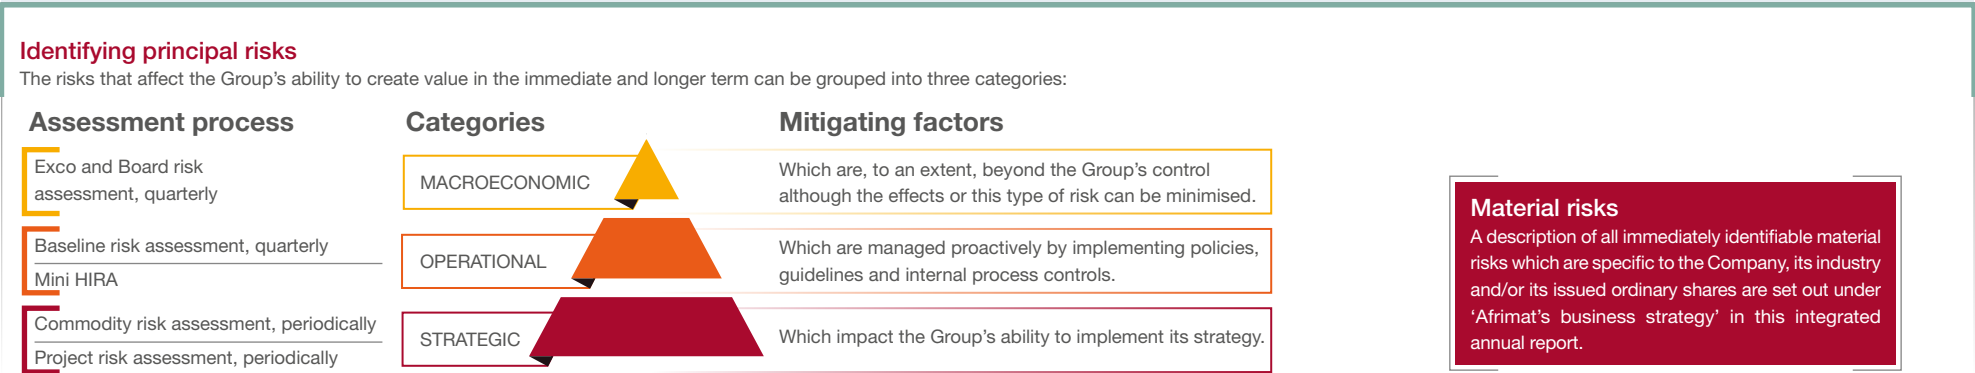 Identifying principal risks
The risks that affect the Group's ability to create value in the immediate and longer term can be grouped into three categories:
Assessment process
Categories
Mitigating factors
Exco and Board risk
assessment, quarterly
MACROECONOMIC
Which are, to an extent, beyond the Group's control
although the effects or this type of risk can be minimised.
Baseline risk assessment, quarterly
Mini HIRA
OPERATIONAL
Which are managed proactively by implementing policies,
guidelines and internal process controls.
Commodity risk assessment, periodically
Project risk assessment, periodically
STRATEGIC
Which impact the Group's ability to implement its strategy.
Material risks
A description of all immediately identifiable material
risks which are specific to the Company, its industry
and/or its issued ordinary shares are set out under
'Afrimat's business strategy' in this integrated
annual report.